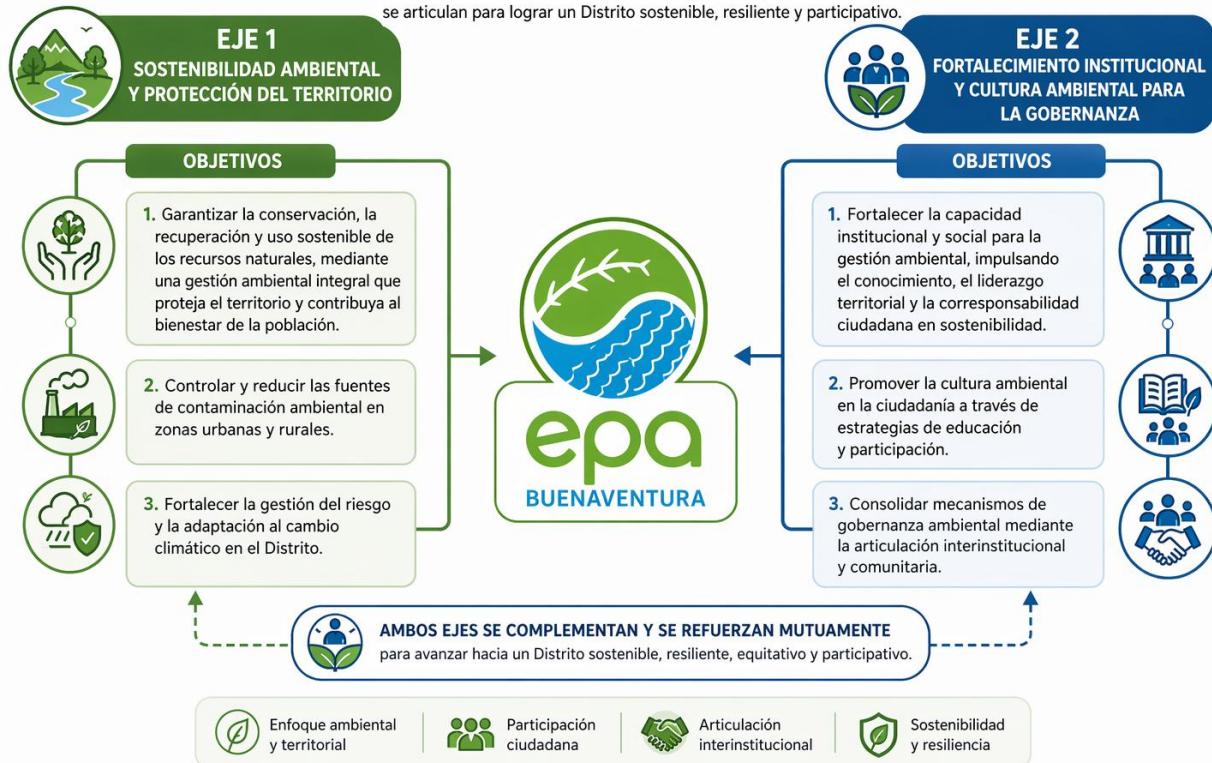 se articulan para lograr un Distrito sostenible, resiliente y participativo.
EJE 1
SOSTENIBILIDAD AMBIENTAL
Y PROTECCIÓN DEL TERRITORIO
OBJETIVOS
1. Garantizar la conservación, la
recuperación y uso sostenible de
los recursos naturales, mediante
una gestión ambiental integral que
proteja el territorio y contribuya al
bienestar de la población.
2. Controlar y reducir las fuentes
de contaminación ambiental en
zonas urbanas y rurales.
3. Fortalecer la gestión del riesgo
y la adaptación al cambio
climático en el Distrito.
epa
BUENAVENTURA
EJE 2
FORTALECIMIENTO INSTITUCIONAL
Y CULTURA AMBIENTAL PARA
LA GOBERNANZA
OBJETIVOS
1. Fortalecer la capacidad
institucional y social para la
gestión ambiental, impulsando
el conocimiento, el liderazgo
territorial y la corresponsabilidad
ciudadana en sostenibilidad.
2. Promover la cultura ambiental
en la ciudadanía a través de
estrategias de educación
y participación.
3. Consolidar mecanismos de
gobernanza ambiental mediante
la articulación interinstitucional
y comunitaria.
AMBOS EJES SE COMPLEMENTAN Y SE REFUERZAN MUTUAMENTE
para avanzar hacia un Distrito sostenible, resiliente, equitativo y participativo.
Enfoque ambiental
y territorial
Participación
ciudadana
Articulación
interinstitucional
Sostenibilidad
y resiliencia